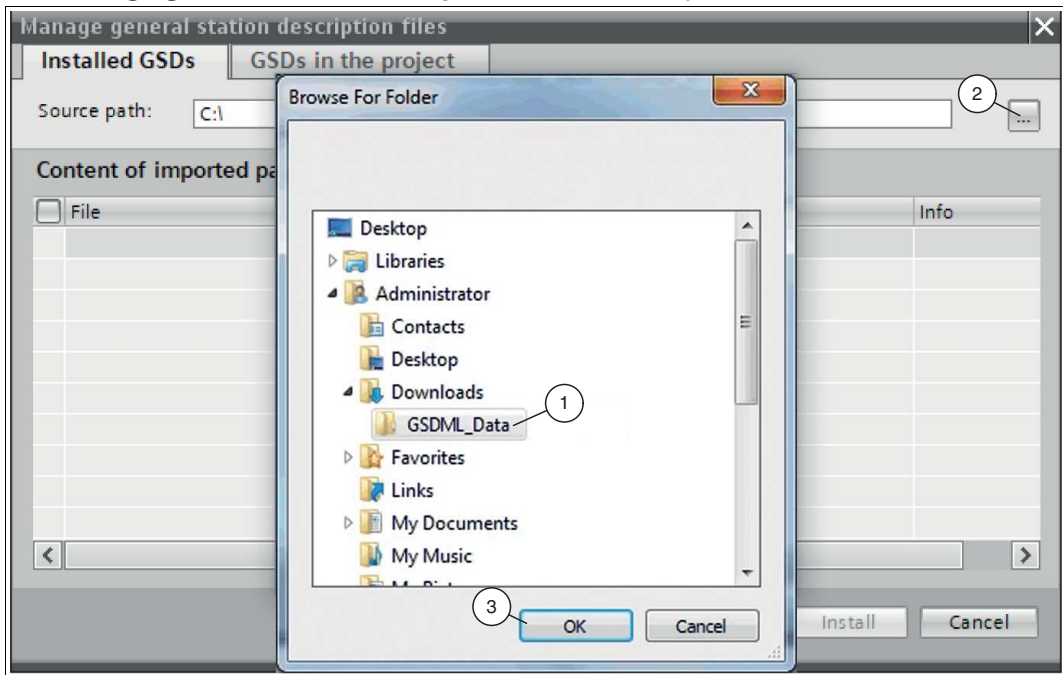 Manage general station description files
Installed GSDs
GSDs in the project
Source path:
C:\
...
2
Content of imported pa
File
Info
Browse For Folder
Desktop
Libraries
Administrator
Contacts
Desktop
Downloads
1
GSDML_Data
Favorites
Links
My Documents
My Music
3
OK
Cancel
Install
Cancel